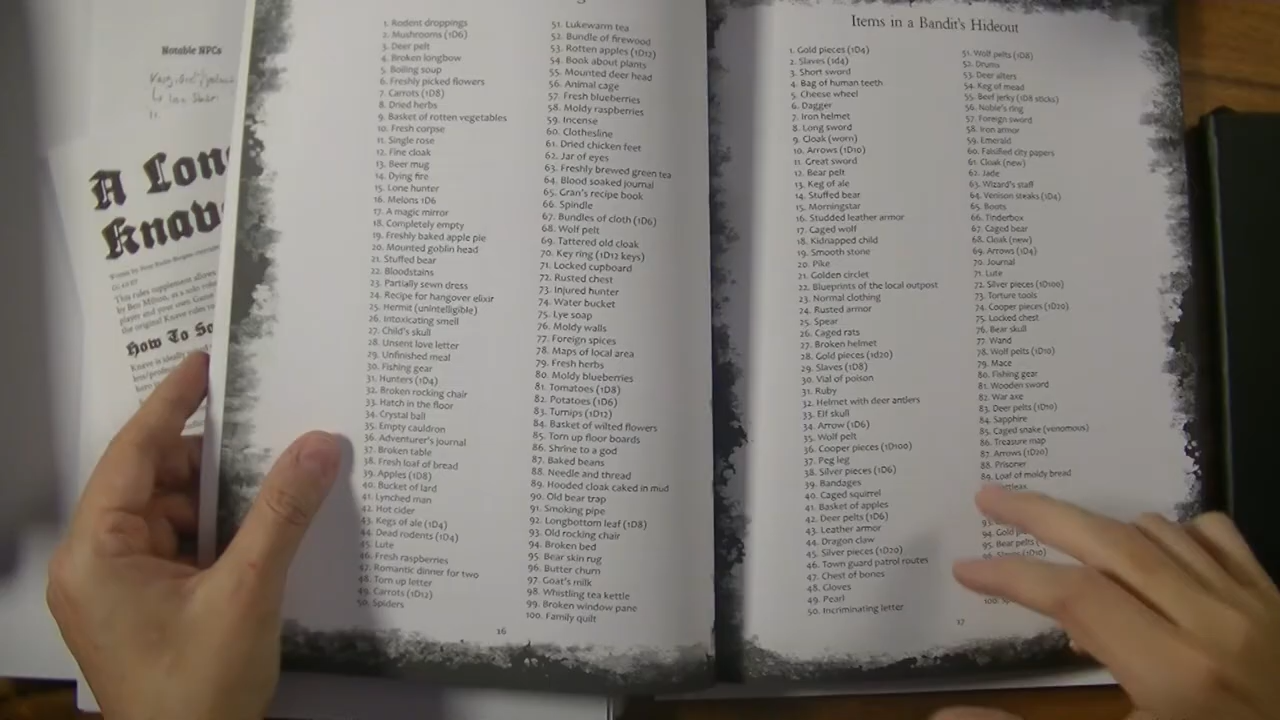 Notable NPCs
A Lon
Knav
This rules supplement allows
by Ben Milton, as a solo
player and your own. Game
the original Knave rules
How To So
Knave is ideally
1. Rodent droppings
2. Mushrooms (1D6)
3. Deer pelt
4. Broken longbow
5. Boiling soup
6. Freshly picked flowers
7. Carrots (1D8)
8. Dried herbs
9. Basket of rotten vegetables
10. Fresh corpse
11. Single rose
12. Fine cloak
13. Beer mug
14. Dying fire
15. Lone hunter
16. Melons 1D6
17. A magic mirror
18. Completely empty
19. Freshly baked apple pie
20. Mounted goblin head
21. Stuffed bear
22. Bloodstains
23. Partially sewn dress
24. Recipe for hangover elixir
25. Hermit (unintelligible)
26. Intoxicating smell
27. Child's skull
28. Unsent love letter
29. Unfinished meal
30. Fishing gear
31. Hunters (1D4)
32. Broken rocking chair
33. Hatch in the floor
34. Crystal ball
35. Empty cauldron
36. Adventurer's journal
37. Broken table
38. Fresh loaf of bread
39. Apples (1D8)
40. Bucket of lard
41. Lynched man
42. Hot cider
43. Kegs of ale (1D4)
44. Dead rodents (1D4)
45. Lute
46. Fresh raspberries
47. Romantic dinner for two
48. Torn up letter
49. Carrots (1D12)
50. Spiders
51. Lukewarm tea
52. Bundle of firewood
53. Rotten apples (1D12)
54. Book about plants
55. Mounted deer head
56. Animal cage
57. Fresh blueberries
58. Moldy raspberries
59. Incense
60. Clothesline
61. Dried chicken feet
62. Jar of eyes
63. Freshly brewed green tea
64. Blood soaked journal
65. Gran's recipe book
66. Spindle
67. Bundles of cloth (1D6)
68. Wolf pelt
69. Tattered old cloak
70. Key ring (1D12 keys)
71. Locked cupboard
72. Rusted chest
73. Injured hunter
74. Water bucket
75. Lye soap
76. Moldy walls
77. Foreign spices
78. Maps of local area
79. Fresh herbs
80. Moldy blueberries
81. Tomatoes (1D8)
82. Potatoes (1D6)
83. Turnips (1D12)
84. Basket of wilted flowers
85. Torn up floor boards
86. Shrine to a god
87. Baked beans
88. Needle and thread
89. Hooded cloak caked in mud
90. Old bear trap
91. Smoking pipe
92. Longbottom leaf (1D8)
93. Old rocking chair
94. Broken bed
95. Bear skin rug
96. Butter churn
97. Goat's milk
98. Whistling tea kettle
99. Broken window pane
100. Family quilt
16
Items in a Bandit's Hideout
1. Gold pieces (1D4)
2. Slaves (1d4)
3. Short sword
4. Bag of human teeth
5. Cheese wheel
6. Dagger
7. Iron helmet
8. Long sword
9. Cloak (worn)
10. Arrows (1D10)
11. Great sword
12. Bear pelt
13. Keg of ale
14. Stuffed bear
15. Morningstar
16. Studded leather armor
17. Caged wolf
18. Kidnapped child
19. Smooth stone
20. Pike
21. Golden circlet
22. Blueprints of the local outpost
23. Normal clothing
24. Rusted armor
25. Spear
26. Caged rats
27. Broken helmet
28. Gold pieces (1d20)
29. Slaves (1D8)
30. Vial of poison
31. Ruby
32. Helmet with deer antlers
33. Elf skull
34. Arrow (1D6)
35. Wolf pelt
36. Cooper pieces (1D100)
37. Peg leg
38. Silver pieces (1D6)
39. Bandages
40. Caged squirrel
41. Basket of apples
42. Deer pelts (1D6)
43. Leather armor
44. Dragon claw
45. Silver pieces (1D20)
46. Town guard patrol routes
47. Chest of bones
48. Gloves
49. Pearl
50. Incriminating letter
51. Wolf pelts (1D8)
52. Drums
53. Deer atlers
54. Keg of mead
55. Beef jerky (1D8 sticks)
56. Noble's ring
57. Foreign sword
58. Iron armor
59. Emerald
60. Falsified city papers
61. Cloak (new)
62. Jade
63. Wizard's staff
64. Venison steaks (1D4)
65. Boots
66. Tinderbox
67. Caged bear
68. Cloak (new)
69. Arrows (1D4)
70. Journal
71. Lute
72. Silver pieces (1D100)
73. Torture tools
74. Cooper pieces (1D20)
75. Locked chest
76. Bear skull
77. Wand
78. Wolf pelts (1D10)
79. Mace
80. Fishing gear
81. Wooden sword
82. War axe
83. Deer pelts (1D10)
84. Sapphire
85. Caged snake (venomous)
86. Treasure map
87. Arrows (1D20)
88. Prisoner
89. Loaf of moldy bread
93.
94. Gold
95. Bear pelts
96. Slaves (1D10)
100.
17